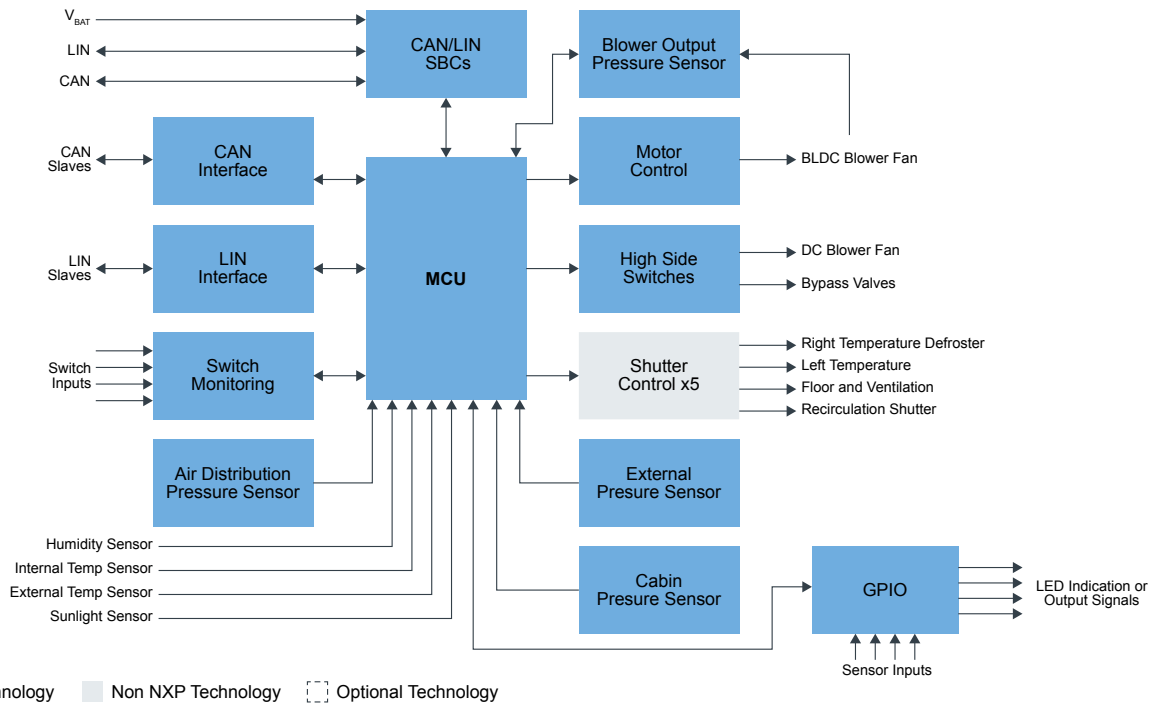 VBAT
LIN
CAN
CAN/LIN
SBCs
Blower Output
Pressure Sensor
CAN
Slaves
CAN
Interface
Motor
Control
BLDC Blower Fan
LIN
Slaves
LIN
Interface
MCU
High Side
Switches
DC Blower Fan
Bypass Valves
Switch
Inputs
Switch
Monitoring
Shutter
Control x5
Right Temperature Defroster
Left Temperature
Floor and Ventilation
Recirculation Shutter
Air Distribution
Pressure Sensor
External
Presure Sensor
Humidity Sensor
Internal Temp Sensor
External Temp Sensor
Sunlight Sensor
Cabin
Presure Sensor
GPIO
LED Indication or
Output Signals
Sensor Inputs
Non NXP Technology
Optional Technology